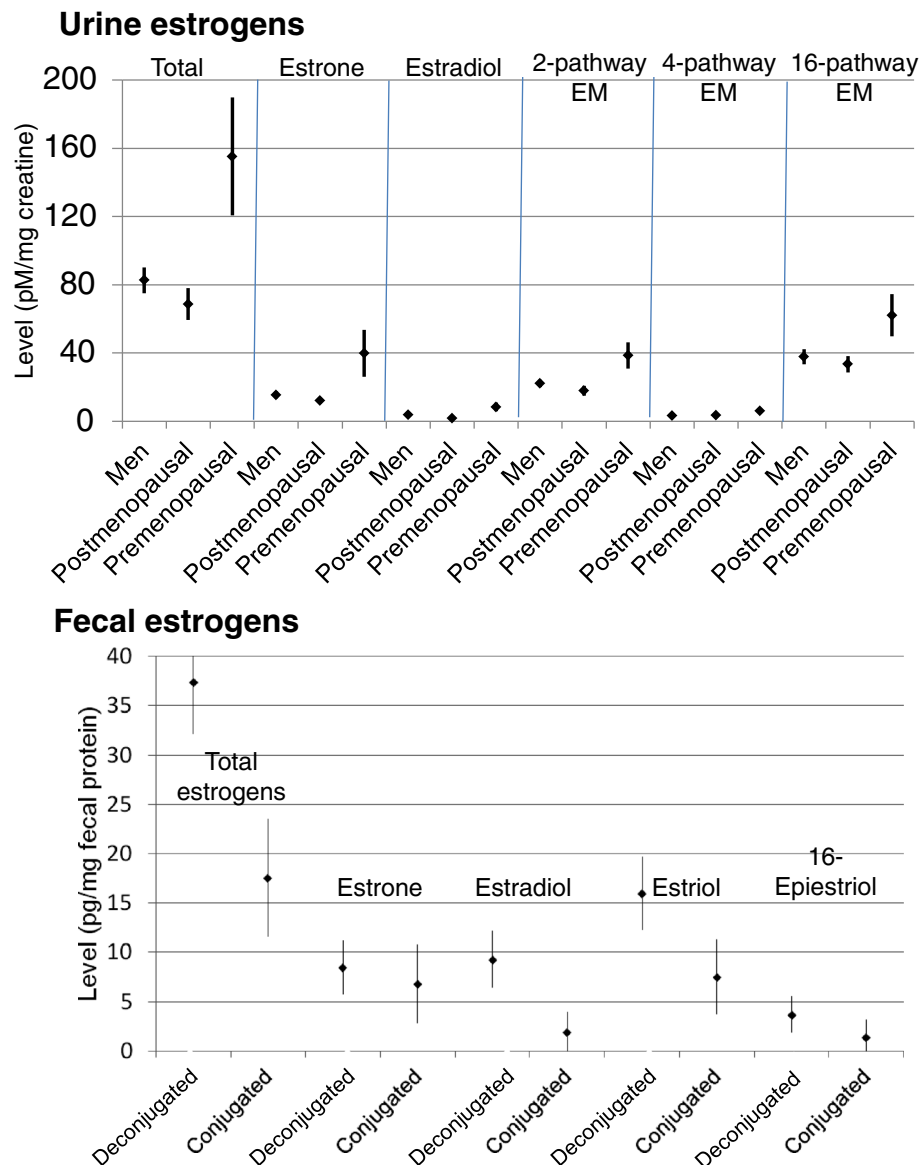 Urine estrogens
Total Estrone Estradiol 2-pathway EM 4-pathway EM 16-pathway EM
Level (pM/mg creatine)
200
160
120
80
40
0
Men
Postmenopausal
Premenopausal
Men
Postmenopausal
Premenopausal
Men
Postmenopausal
Premenopausal
Men
Postmenopausal
Premenopausal
Men
Postmenopausal
Premenopausal
Men
Postmenopausal
Premenopausal
Fecal estrogens
Level (pg/mg fecal protein)
40
35
30
25
20
15
10
5
0
Total
estrogens
Estrone
Estradiol
Estriol
16-
Epiestriol
Deconjugated
Conjugated
Deconjugated
Conjugated
Deconjugated
Conjugated
Deconjugated
Conjugated
Deconjugated
Conjugated